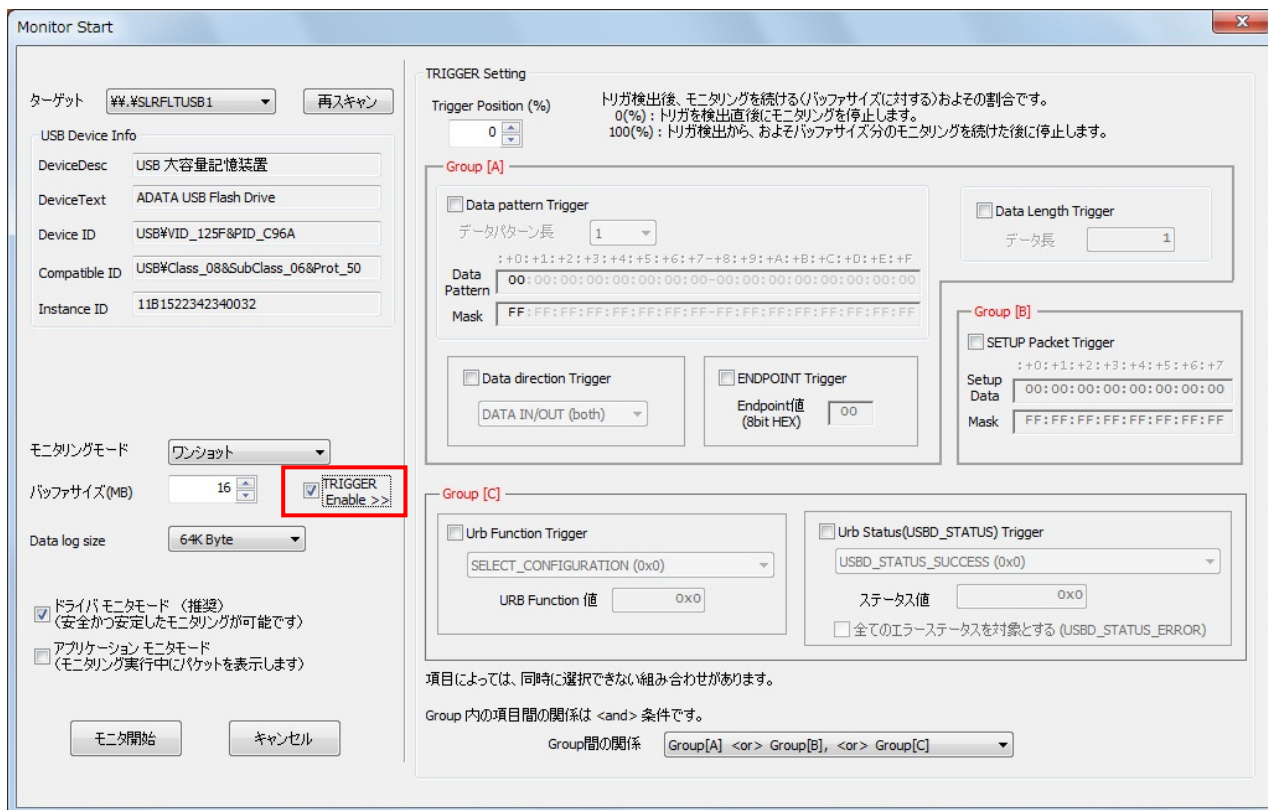 Monitor Start
ターゲット ¥¥.¥SLRFLTUSB1 再スキャン
USB Device Info
DeviceDesc USB 大容量記憶装置
DeviceText ADATA USB Flash Drive
Device ID USB¥VID_125F&PID_C96A
Compatible ID USB¥Class_08&SubClass_06&Prot_50
Instance ID 11B1522342340032
モニタリングモード ワンショット
バッファサイズ(MB) 16
TRIGGER
Enable >>
Data log size 64K Byte
ドライバ モニタモード （推奨）
(安全かつ安定したモニタリングが可能です)
アプリケーション モニタモード
(モニタリング実行中にパケットを表示します)
モニタ開始 キャンセル
TRIGGER Setting
Trigger Position (%)
0
トリガ検出後、モニタリングを続ける(バッファサイズに対する)おおよその割合です。
0(%) : トリガを検出直後にモニタリングを停止します。
100(%) : トリガ検出から、およそバッファサイズ分のモニタリングを続けた後に停止します。
Group [A]
Data pattern Trigger
データパターン長 1
:+0:+1:+2:+3:+4:+5:+6:+7-+8:+9:+A:+B:+C:+D:+E:+F
Data
Pattern
00:00:00:00:00:00:00:00-00:00:00:00:00:00:00:00
Mask FF:FF:FF:FF:FF:FF:FF:FF-FF:FF:FF:FF:FF:FF:FF:FF
Data Length Trigger
データ長 1
Data direction Trigger
DATA IN/OUT (both)
ENDPOINT Trigger
Endpoint値
(8bit HEX)
00
Group [B]
SETUP Packet Trigger
:+0:+1:+2:+3:+4:+5:+6:+7
Setup
Data
00:00:00:00:00:00:00:00
Mask FF:FF:FF:FF:FF:FF:FF:FF
Group [C]
Urb Function Trigger
SELECT_CONFIGURATION (0x0)
URB Function 値 0x0
Urb Status(USBD_STATUS) Trigger
USBD_STATUS_SUCCESS (0x0)
ステータス値 0x0
全てのエラーステータスを対象とする (USBD_STATUS_ERROR)
項目によっては、同時に選択できない組み合わせがあります。
Group 内の項目間の関係は <and> 条件です。
Group間の関係 Group[A] <or> Group[B], <or> Group[C]